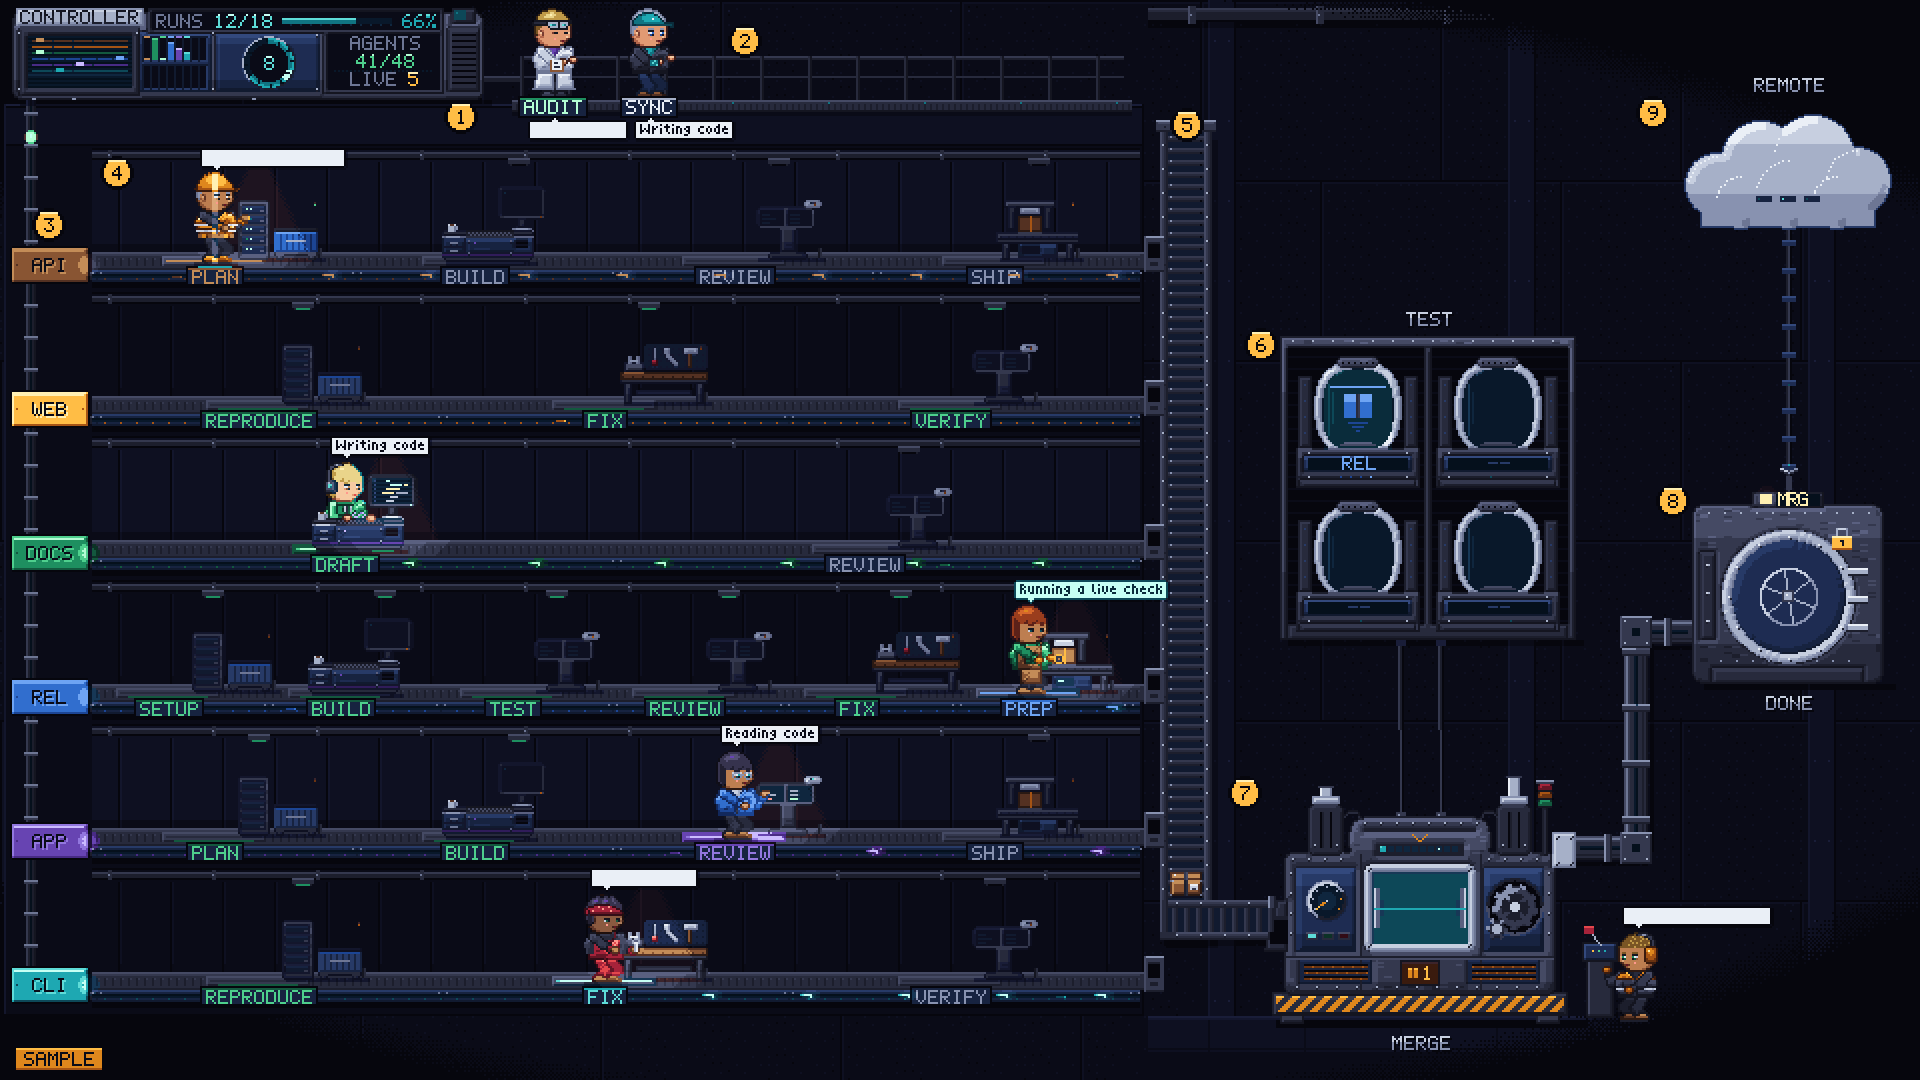 CONTROLLER
RUNS 12/18 66%
8
AGENTS
41/48
LIVE 5
AUDIT
SYNC
Writing code
1
2
3
4
5
6
7
8
9
API
PLAN
BUILD
REVIEW
SHIP
WEB
REPRODUCE
FIX
VERIFY
Writing code
DOCS
DRAFT
REVIEW
Running a live check
REL
SETUP
BUILD
TEST
REVIEW
FIX
PREP
Reading code
APP
PLAN
BUILD
REVIEW
SHIP
CLI
REPRODUCE
FIX
VERIFY
SAMPLE
TEST
REL
--
--
--
REMOTE
MRG
1
DONE
1
MERGE